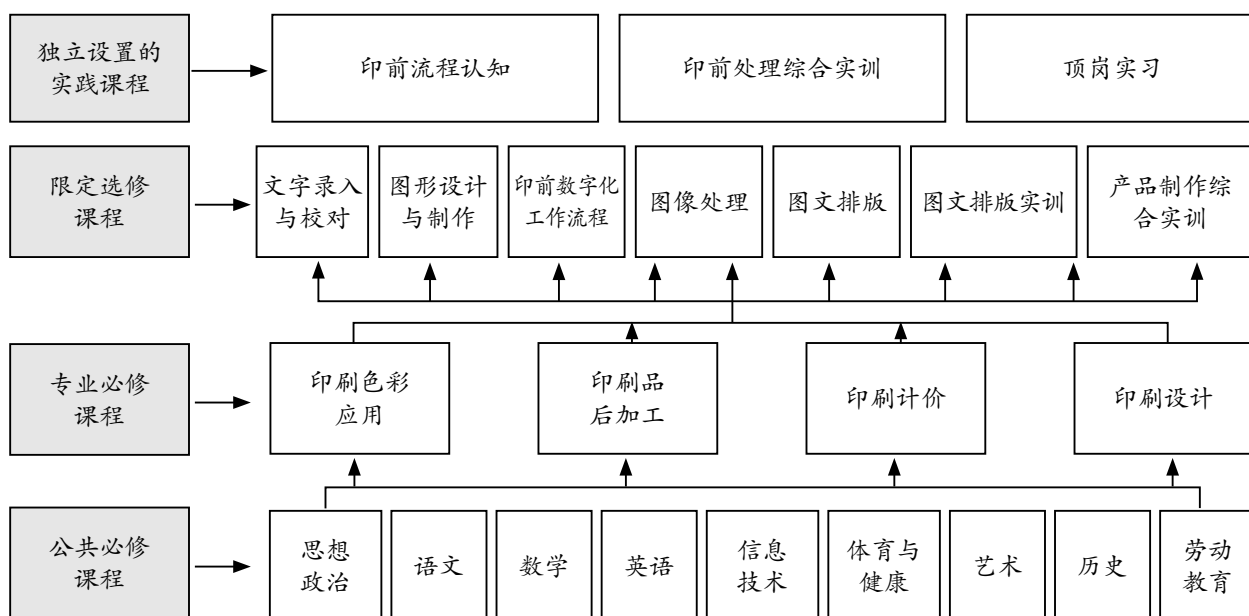 独立设置的
实践课程
印前流程认知
印前处理综合实训
顶岗实习
限定选修
课程
文字录入
与校对
图形设计
与制作
印前数字化
工作流程
图像处理
图文排版
图文排版实训
产品制作综
合实训
专业必修
课程
印刷色彩
应用
印刷品
后加工
印刷计价
印刷设计
公共必修
课程
思想
政治
语文
数学
英语
信息
技术
体育与
健康
艺术
历史
劳动
教育